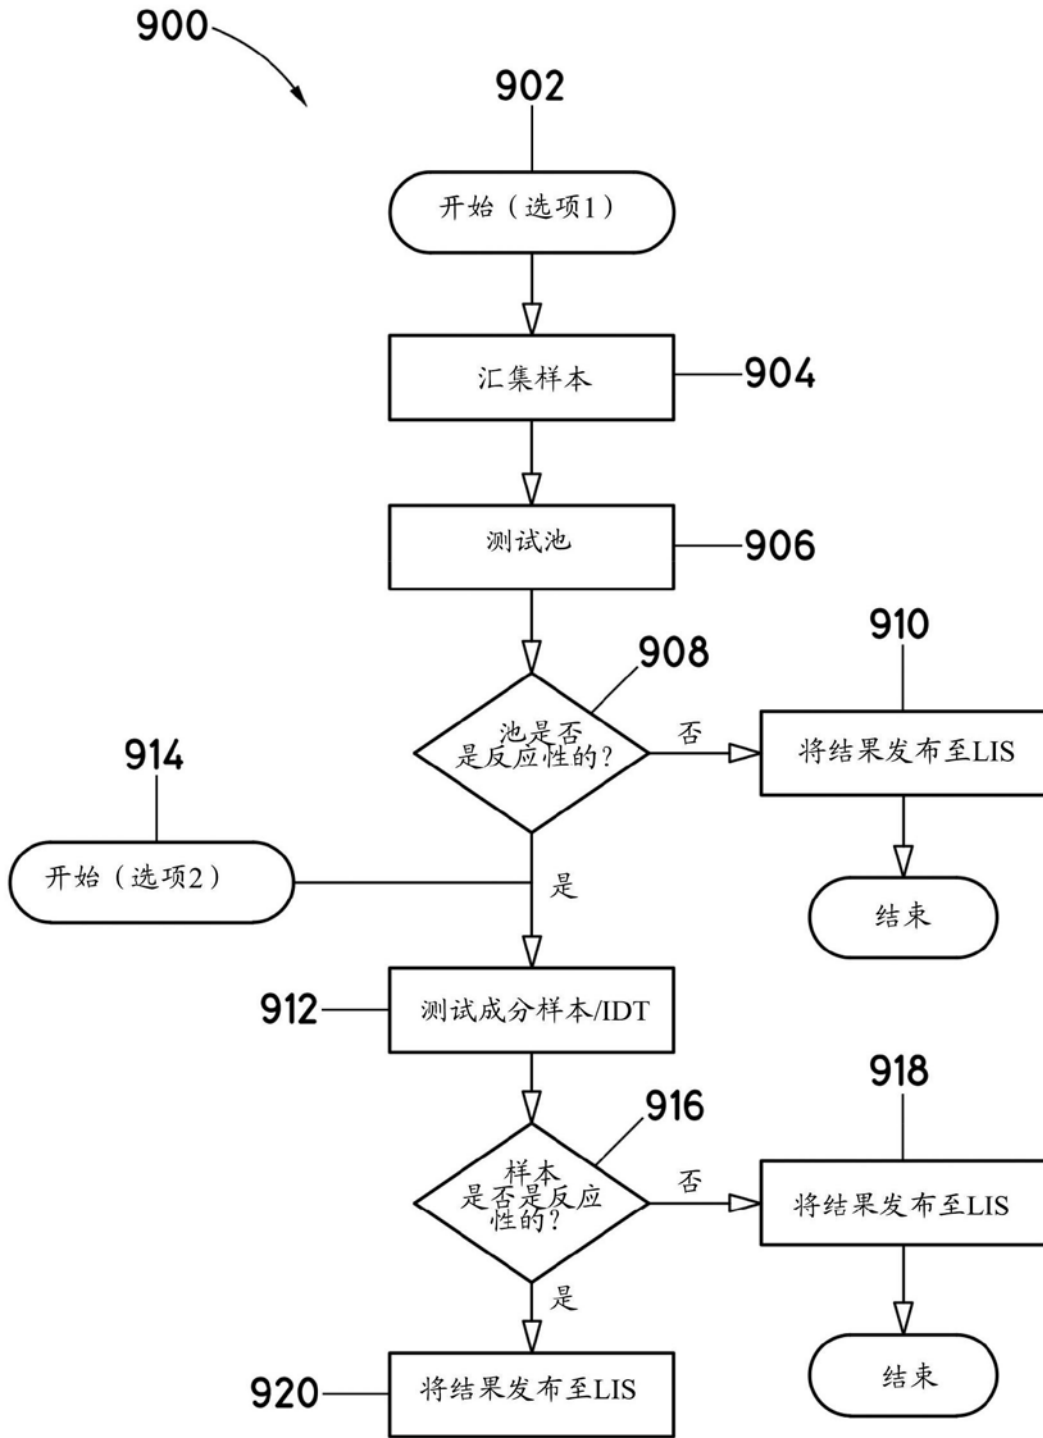 900
902
开始（选项1）
汇集样本
904
测试池
906
908
910
池是否
是反应性的?
否
将结果发布至LIS
914
开始（选项2）
是
结束
912
测试成分样本/IDT
916
918
样本
是否是反应
性的?
否
将结果发布至LIS
是
920
将结果发布至LIS
结束